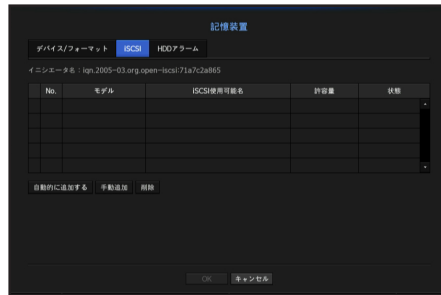 記憶装置
デバイス/フォーマット iSCSI HDDアラーム
イニシエータ名 : iqn.2005-03.org.open-iscsi:71a7c2a865
No. モデル iSCSI使用可能名 許容量 状態
自動的に追加する 手動追加 削除
OK キャンセル